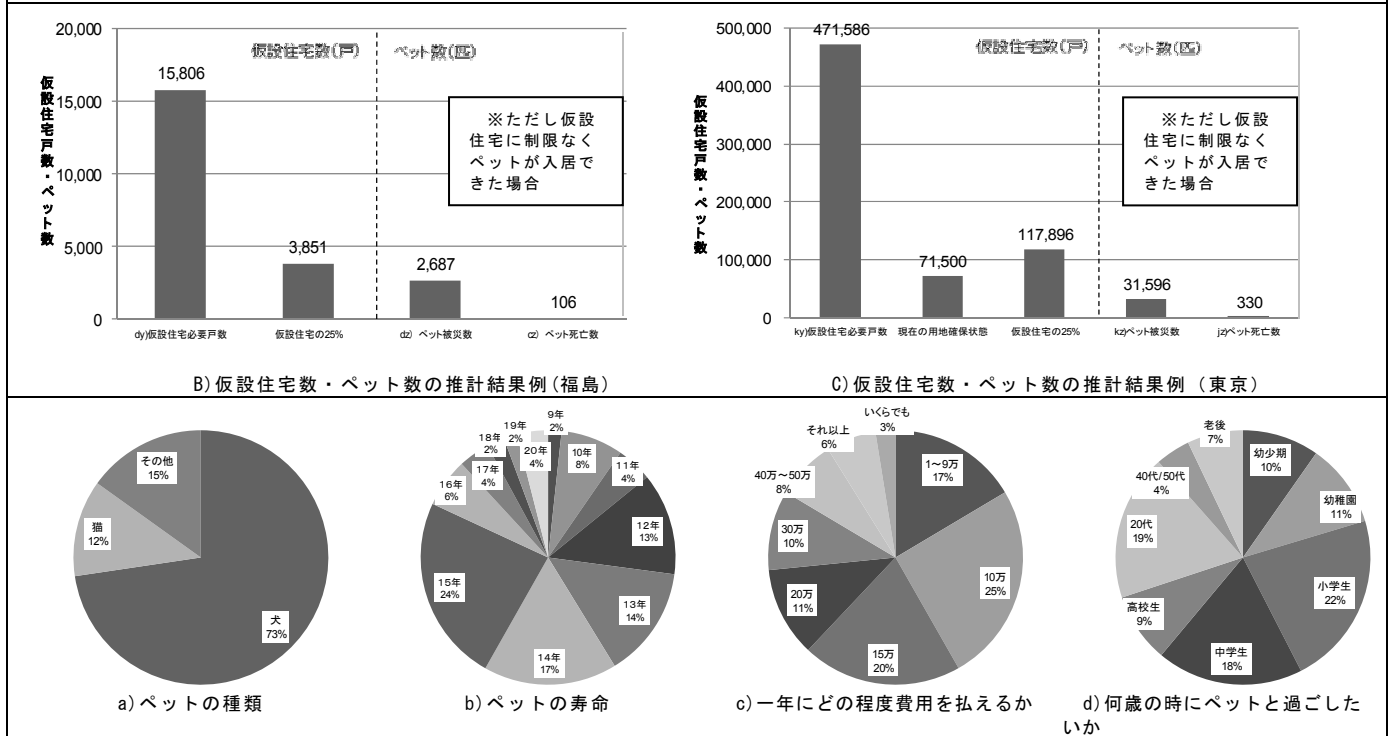 20,000
15,000
10,000
5,000
0
仮設住宅戸数・ペット数
仮設住宅数(戸)
ペット数(匹)
15,806
3,851
2,687
106
※ただし仮設
住宅に制限なく
ペットが入居で
きた場合
dy)仮設住宅必要戸数
仮設住宅の25%
dz) ペット被災数
cz) ペット死亡数
B)仮設住宅数・ペット数の推計結果例(福島)
500,000
400,000
300,000
200,000
100,000
0
仮設住宅戸数・ペット数
仮設住宅数(戸)
ペット数(匹)
471,586
71,500
117,896
31,596
330
※ただし仮設
住宅に制限なく
ペットが入居で
きた場合
ky)仮設住宅必要戸数
現在の用地確保状態
仮設住宅の25%
kz)ペット被災数
jz)ペット死亡数
C)仮設住宅数・ペット数の推計結果例(東京)
その他
15%
猫
12%
犬
73%
a)ペットの種類
9年
2%
10年
8%
11年
4%
12年
13%
13年
14%
14年
17%
15年
24%
16年
6%
17年
4%
18年
2%
19年
2%
20年
4%
b)ペットの寿命
いくらでも
3%
それ以上
6%
40万～50万
8%
30万
10%
20万
11%
15万
20%
10万
25%
1～9万
17%
c)一年にどの程度費用を払えるか
老後
7%
幼少期
10%
幼稚園
11%
小学生
22%
中学生
18%
高校生
9%
20代
19%
40代/50代
4%
d)何歳の時にペットと過ごした
いか